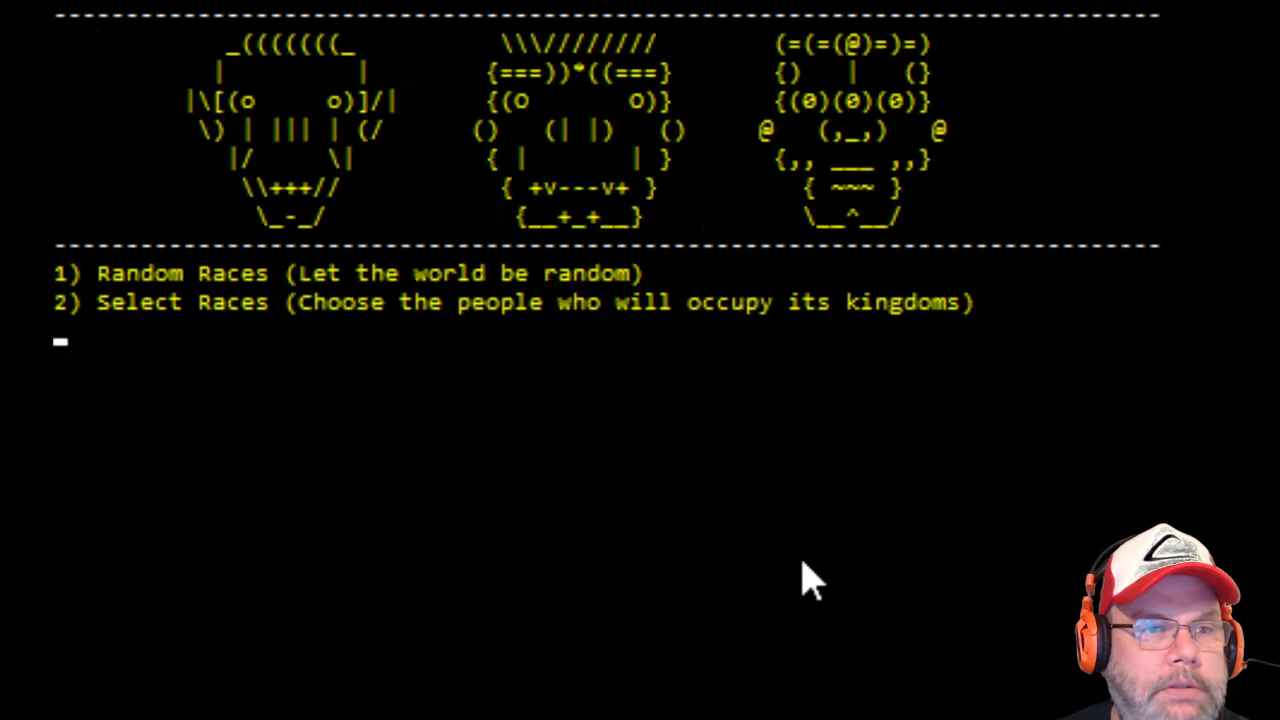 1) Random Races (Let the world be random)
2) Select Races (Choose the people who will occupy its kingdoms)